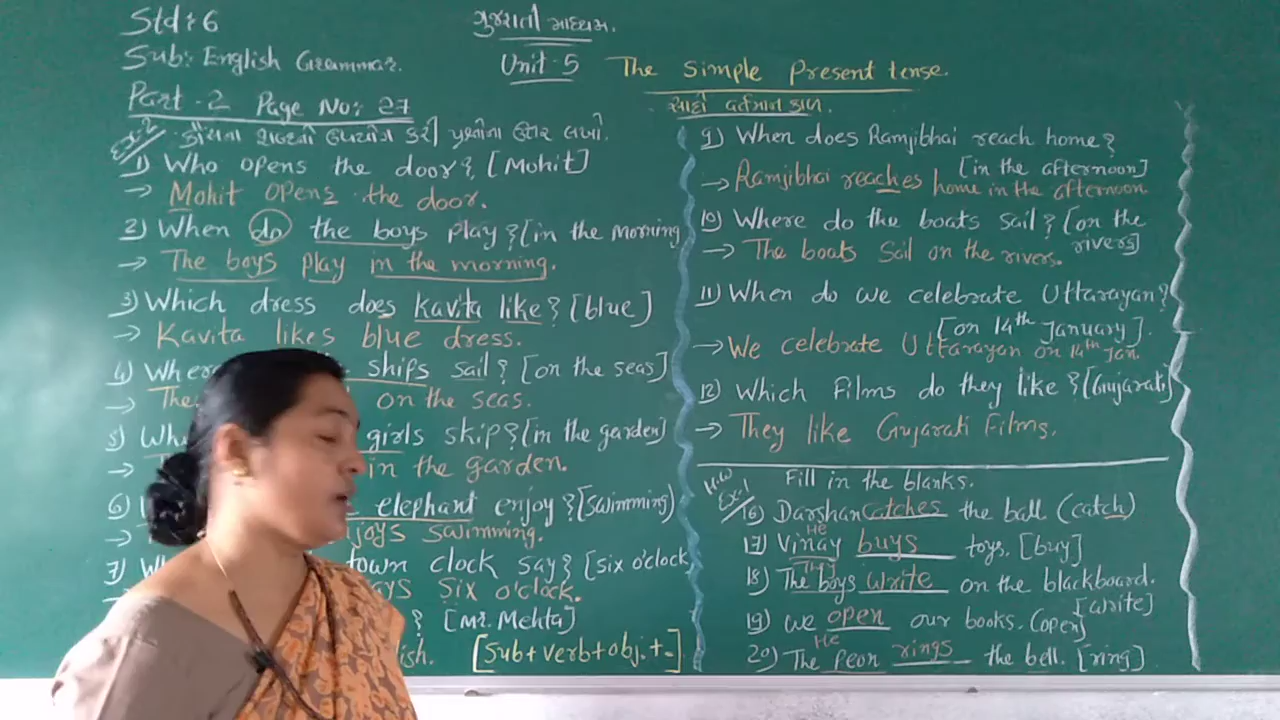 Std: 6
ગુજરાતી માધ્યમ.
Sub: English Grammar.
Unit-5
The Simple Present tense.
સાદો વર્તમાનકાળ.
Part-2 Page No: 27
Ex-2 કૌંસના શબ્દોનો ઉપયોગ કરી પ્રશ્નોના ઉત્તર લખો.
1) Who opens the door? [Mohit]
→ Mohit opens the door.
2) When do the boys play? [in the morning
→ The boys play in the morning.
3) Which dress does kavita like? [blue]
→ Kavita likes blue dress.
4) Where ships sail? [on the seas]
→ on the seas.
5) girls skip? [in the garden]
→ in the garden.
6) elephant enjoy? [swimming]
→ swimming.
7) town clock say? [six o'clock
six o'clock.
? [Mr. Mehta]
[Sub + verb + obj. + -]
9) When does Ramjibhai reach home?
[in the afternoon]
→ Ramjibhai reaches home in the afternoon
10) Where do the boats sail? [on the
rivers]
→ The boats Sail on the rivers.
11) When do we celebrate Uttarayan?
[on 14th January].
→ We celebrate Uttarayan on 14th Jan.
12) Which Films do they like? [Gujarati]
→ They like Gujarati Films.
H.W Ex-1 Fill in the blanks.
16) Darshan catches the ball (catch)
He
17) Vinay buys toys. [buy]
They
18) The boys write on the blackboard.
[write]
19) we open our books. (open]
He
20) The peon rings the bell. [ring]